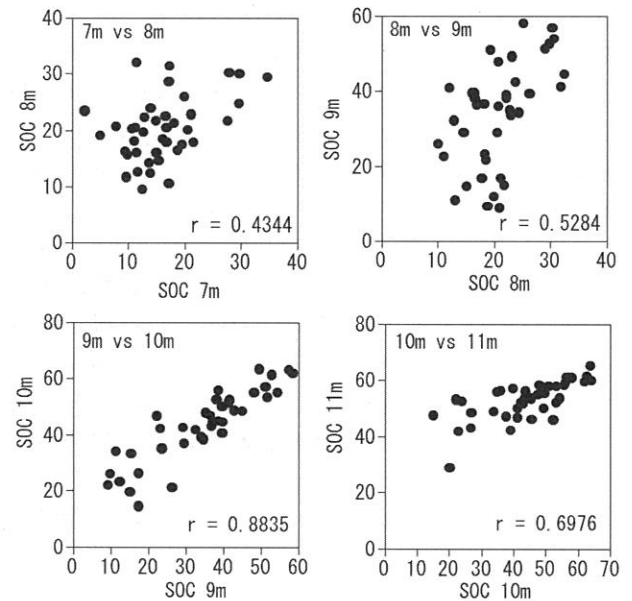 7m vs 8m
40
30
20
10
0
SOC 8m
r = 0.4344
0 10 20 30 40
SOC 7m
8m vs 9m
60
40
20
0
SOC 9m
r = 0.5284
0 10 20 30 40
SOC 8m
9m vs 10m
80
60
40
20
0
SOC 10m
r = 0.8835
0 10 20 30 40 50 60
SOC 9m
10m vs 11m
80
60
40
20
0
SOC 11m
r = 0.6976
0 10 20 30 40 50 60 70
SOC 10m